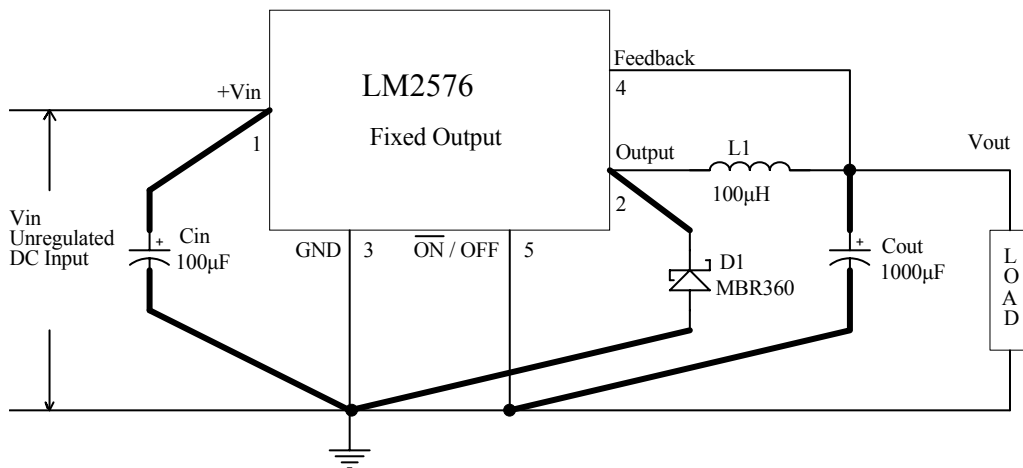 Feedback
4
LM2576
+Vin
1
Fixed Output
Output
2
L1
100μH
Vout
Vin
Unregulated
DC Input
+
Cin
100μF
GND
3
ON / OFF
5
D1
MBR360
+
Cout
1000μF
L
O
A
D